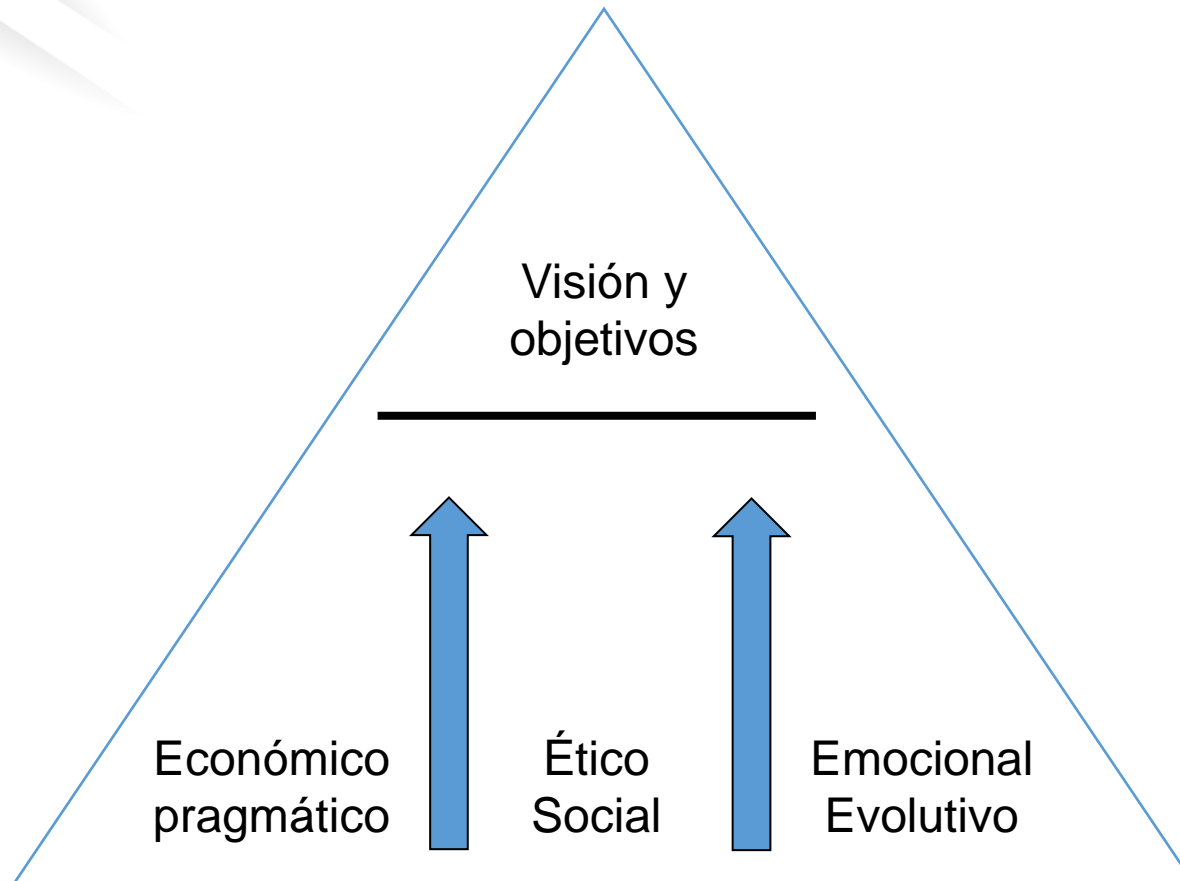 Visión y
objetivos
Económico
pragmático
Ético
Social
Emocional
Evolutivo